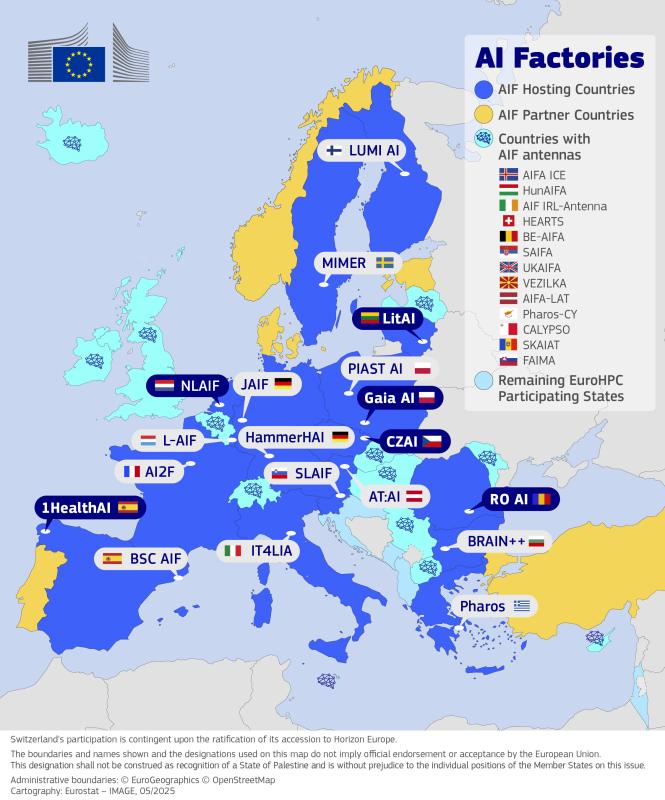 AI Factories
AIF Hosting Countries
AIF Partner Countries
Countries with
AIF antennas
AIFA ICE
HunAIFA
AIF IRL-Antenna
HEARTS
BE-AIFA
SAIFA
UKAIFA
VEZILKA
AIFA-LAT
Pharos-CY
CALYPSO
SKAIAT
FAIMA
Remaining EuroHPC
Participating States
LUMI AI
MIMER
LitAI
PIAST AI
NLAIF
JAIF
Gaia AI
L-AIF
HammerHAI
CZAI
AI2F
SLAIF
AT:AI
RO AI
1HealthAI
BRAIN++
BSC AIF
IT4LIA
Pharos
Switzerland's participation is contingent upon the ratification of its accession to Horizon Europe.
The boundaries and names shown and the designations used on this map do not imply official endorsement or acceptance by the European Union.
This designation shall not be construed as recognition of a State of Palestine and is without prejudice to the individual positions of the Member States on this issue.
Administrative boundaries: © EuroGeographics © OpenStreetMap
Cartography: Eurostat – IMAGE, 05/2025